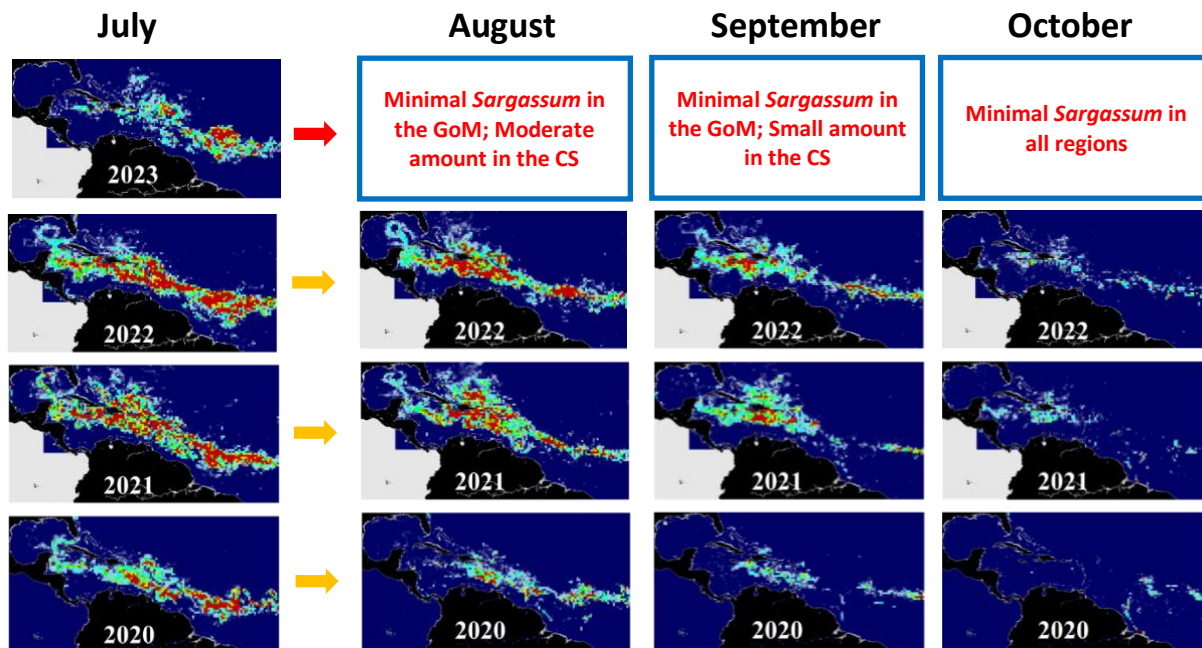 July
August
September
October
2023
Minimal Sargassum in
the GoM; Moderate
amount in the CS
Minimal Sargassum in
the GoM; Small amount
in the CS
Minimal Sargassum in
all regions
2022
2022
2022
2022
2021
2021
2021
2021
2020
2020
2020
2020